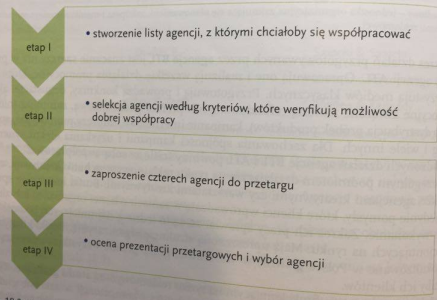 etap I
• stworzenie listy agencji, z którymi chciałoby się współpracować
etap II
• selekcja agencji według kryteriów, które weryfikują możliwość
dobrej współpracy
etap III
• zaproszenie czterech agencji do przetargu
etap IV
• ocena prezentacji przetargowych i wybór agencji